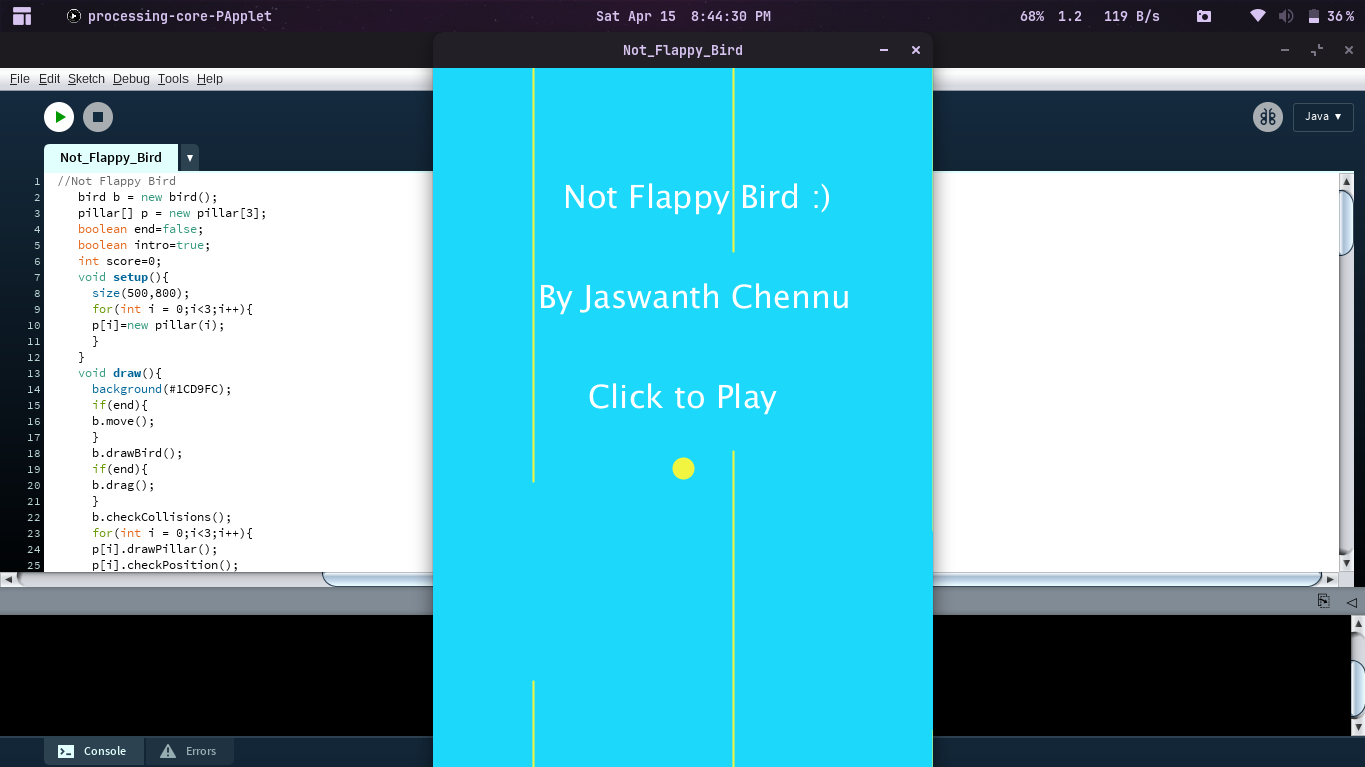 processing-core-PApplet
Sat Apr 15 8:44:30 PM
68% 1.2 119 B/s 36%
Not_Flappy_Bird
File Edit Sketch Debug Tools Help
Java ▼
Not_Flappy_Bird ▼
1 //Not Flappy Bird
2 bird b = new bird();
3 pillar[] p = new pillar[3];
4 boolean end=false;
5 boolean intro=true;
6 int score=0;
7 void setup(){
8 size(500,800);
9 for(int i = 0;i<3;i++){
10 p[i]=new pillar(i);
11 }
12 }
13 void draw(){
14 background(#1CD9FC);
15 if(end){
16 b.move();
17 }
18 b.drawBird();
19 if(end){
20 b.drag();
21 }
22 b.checkCollisions();
23 for(int i = 0;i<3;i++){
24 p[i].drawPillar();
25 p[i].checkPosition();
Not Flappy Bird :)
By Jaswanth Chennu
Click to Play
Console Errors